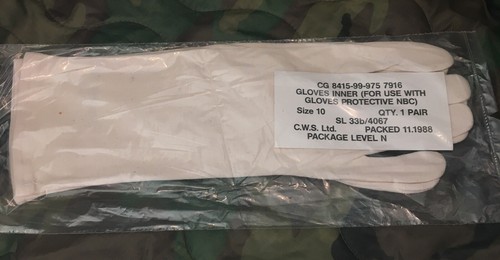 CG 8415-99-975 7916
GLOVES INNER (FOR USE WITH
GLOVES PROTECTIVE NBC)
Size 10 QTY. 1 PAIR
SL 33b/4067
C.W.S. Ltd. PACKED 11.1988
PACKAGE LEVEL N